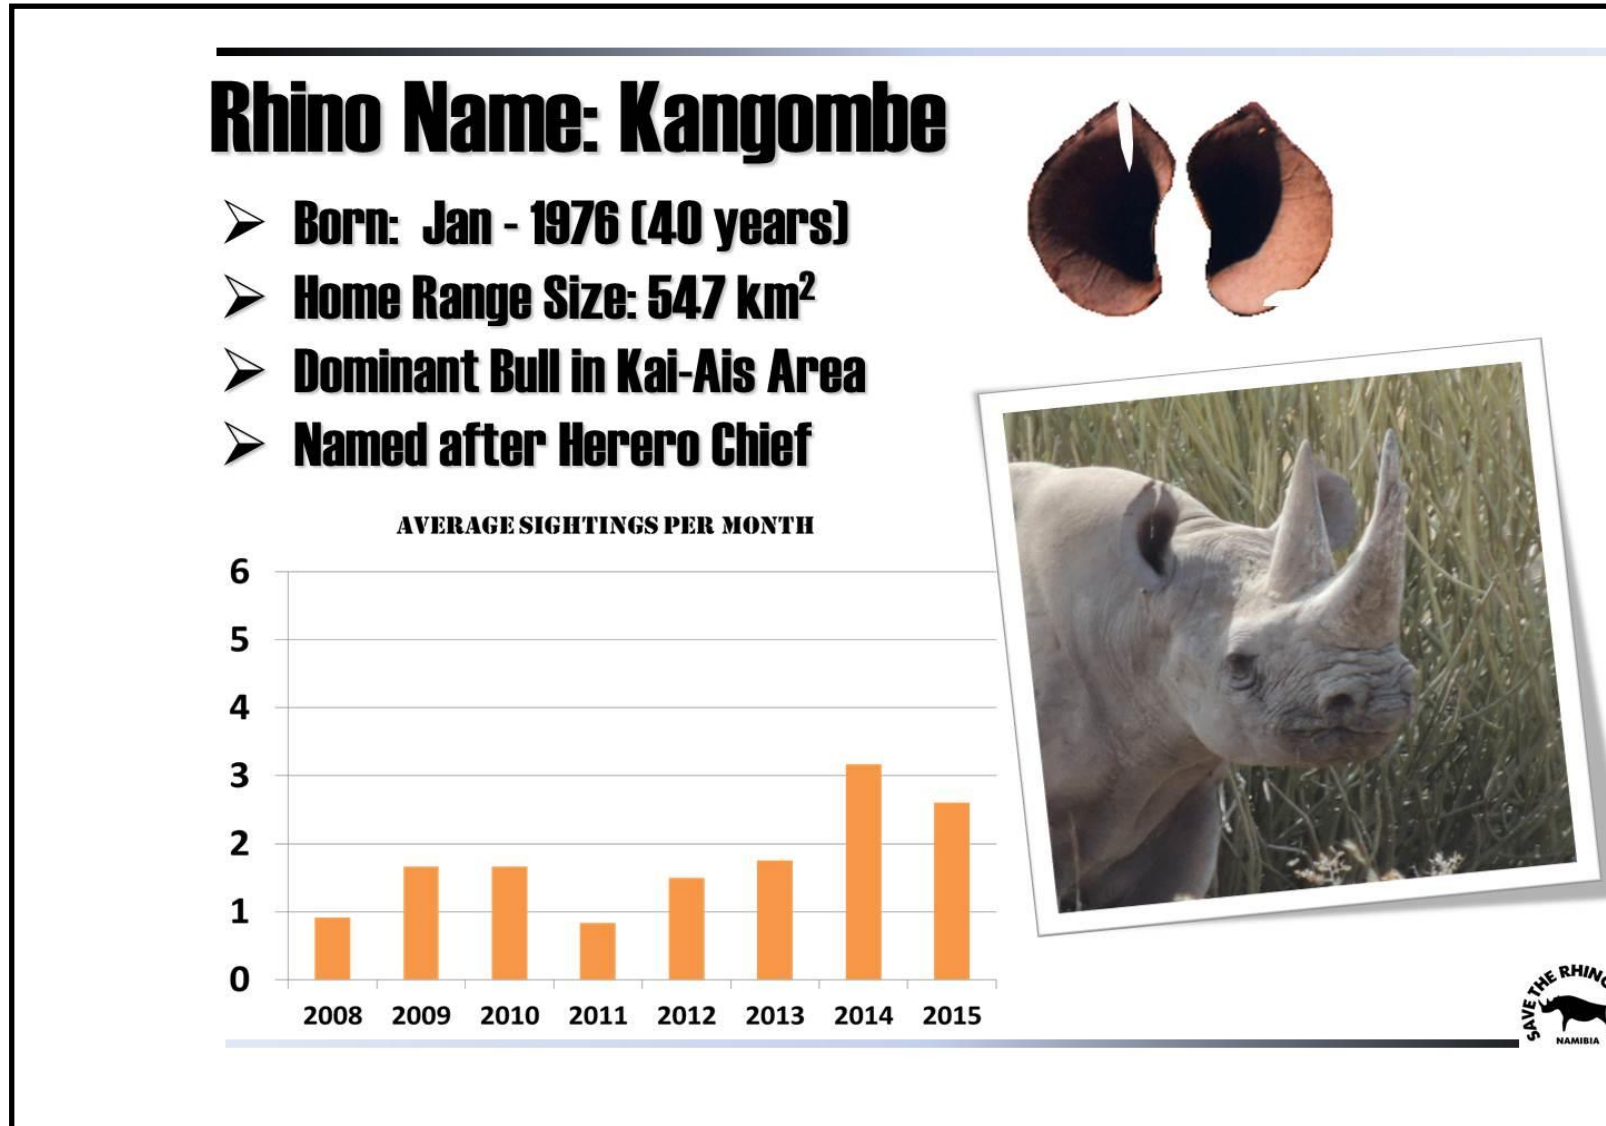 Rhino Name: Kangombe
Born: Jan - 1976 (40 years)
Home Range Size: 547 km²
Dominant Bull in Kai-Ais Area
Named after Herero Chief
AVERAGE SIGHTINGS PER MONTH
6
5
4
3
2
1
0
2008 2009 2010 2011 2012 2013 2014 2015
SAVE THE RHINO
NAMIBIA